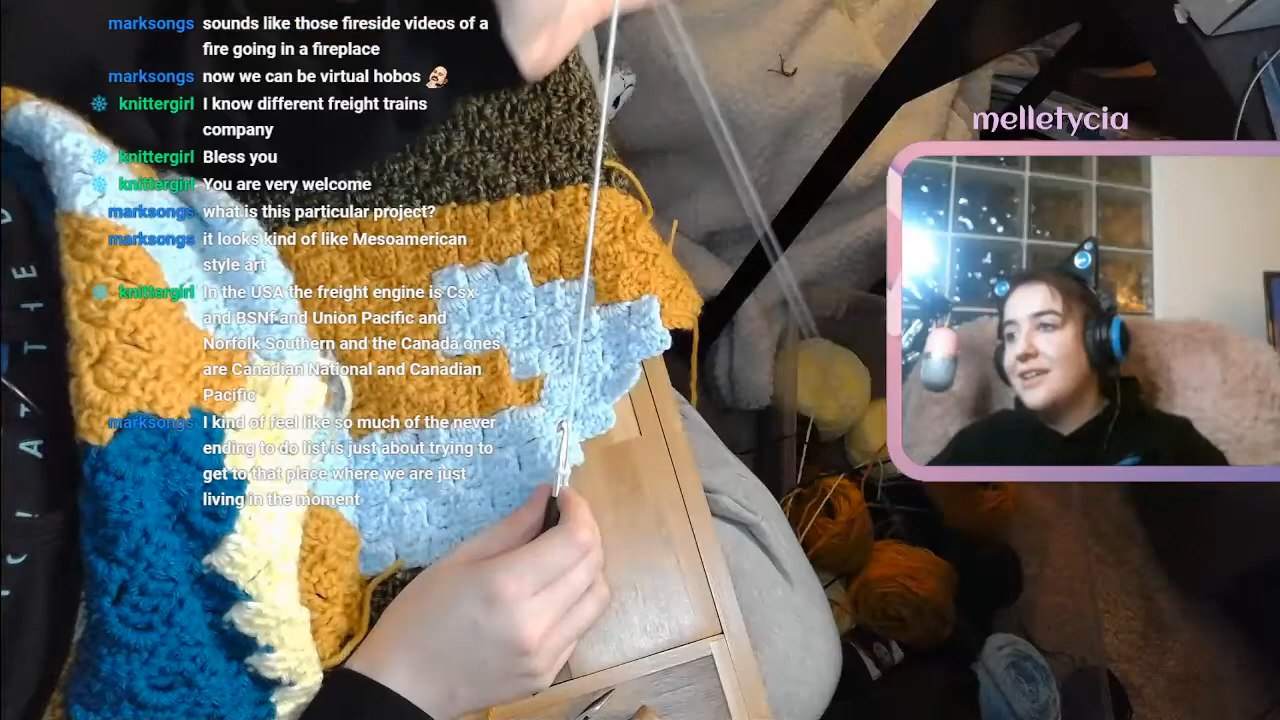 marksongs sounds like those fireside videos of a
fire going in a fireplace
marksongs now we can be virtual hobos
knittergirl I know different freight trains
company
knittergirl Bless you
knittergirl You are very welcome
marksongs what is this particular project?
marksongs it looks kind of like Mesoamerican
style art
knittergirl In the USA the freight engine is Csx
and BSNf and Union Pacific and
Norfolk Southern and the Canada ones
are Canadian National and Canadian
Pacific
marksongs I kind of feel like so much of the never
ending to do list is just about trying to
get to that place where we are just
living in the moment
melletycia